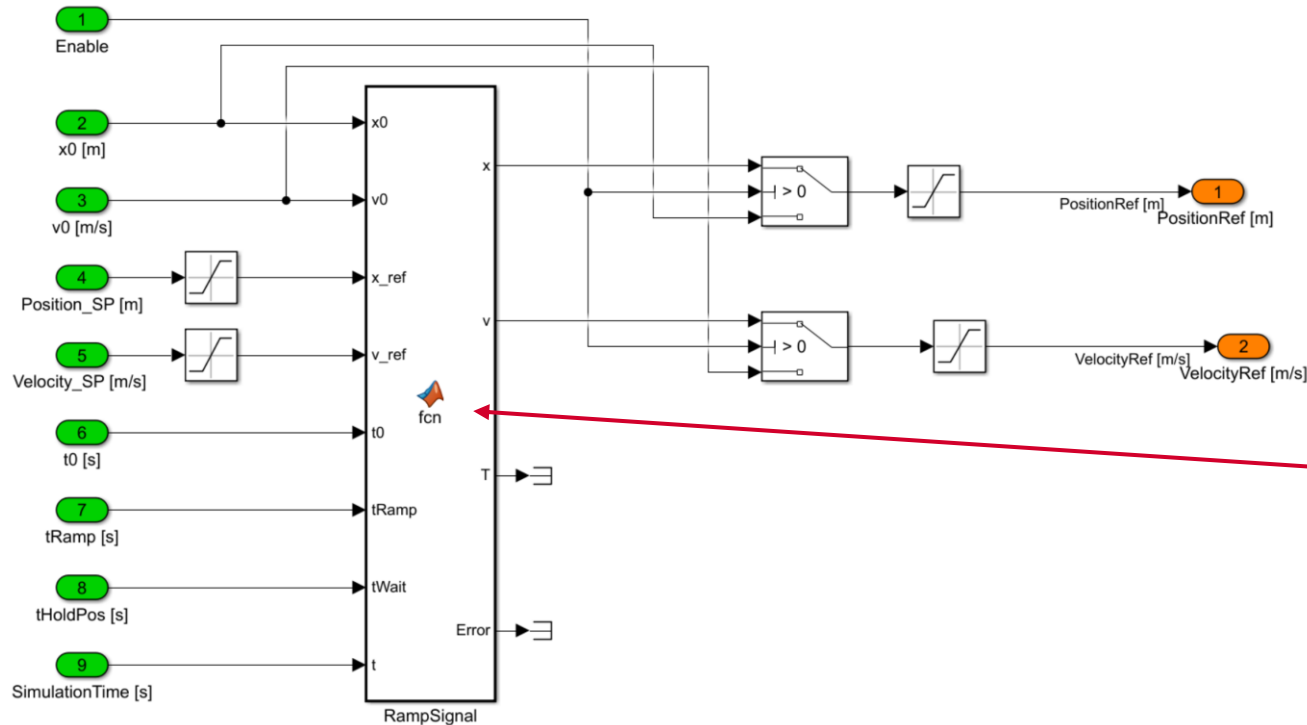 1
Enable
2
x0 [m]
3
v0 [m/s]
4
Position_SP [m]
5
Velocity_SP [m/s]
6
t0 [s]
7
tRamp [s]
8
tHoldPos [s]
9
SimulationTime [s]
x0
v0
x_ref
v_ref
t0
tRamp
tWait
t
fcn
x
v
T
Error
RampSignal
> 0
> 0
PositionRef [m]
1
PositionRef [m]
VelocityRef [m/s]
2
VelocityRef [m/s]